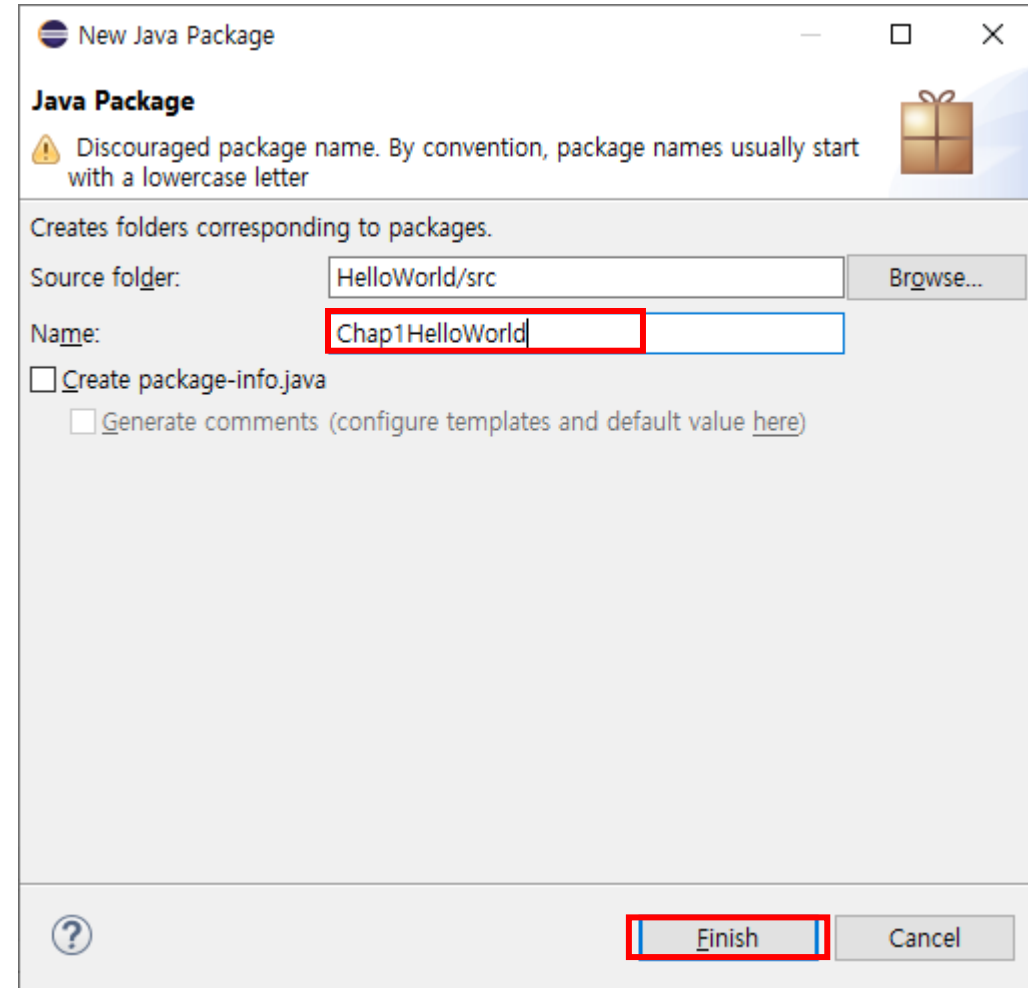 New Java Package
Java Package
Discouraged package name. By convention, package names usually start
with a lowercase letter
Creates folders corresponding to packages.
Source folder: HelloWorld/src Browse...
Name: Chap1HelloWorld
Create package-info.java
Generate comments (configure templates and default value here)
? Finish Cancel